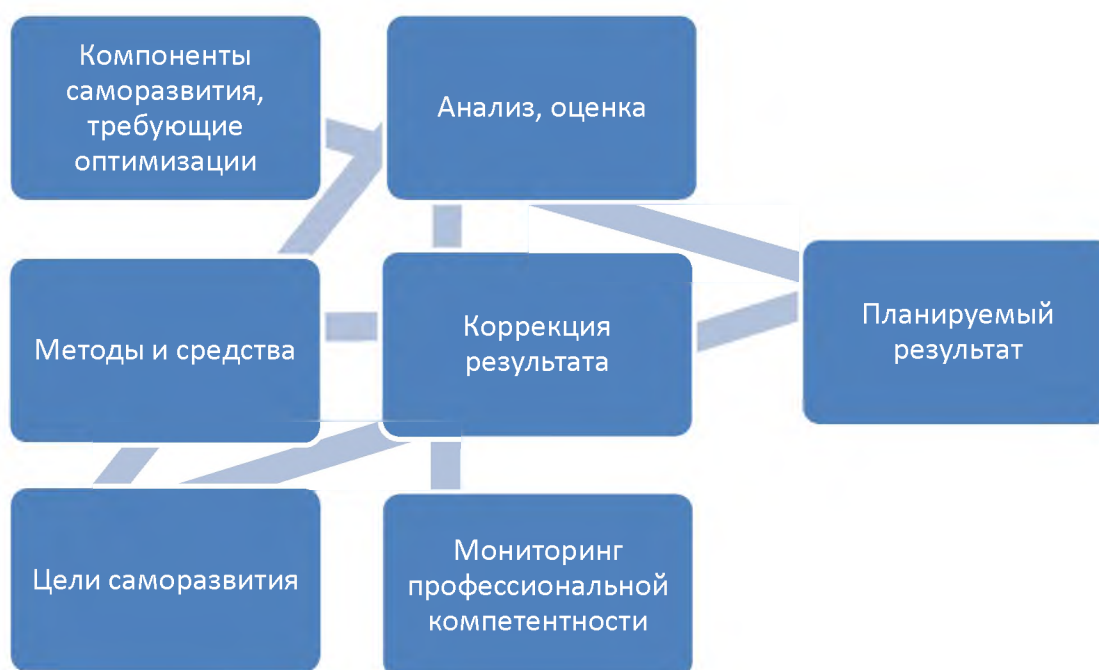 Компоненты
саморазвития,
требующие
оптимизации
Анализ, оценка
Методы и средства
Коррекция
результата
Планируемый
результат
Цели саморазвития
Мониторинг
профессиональной
компетентности